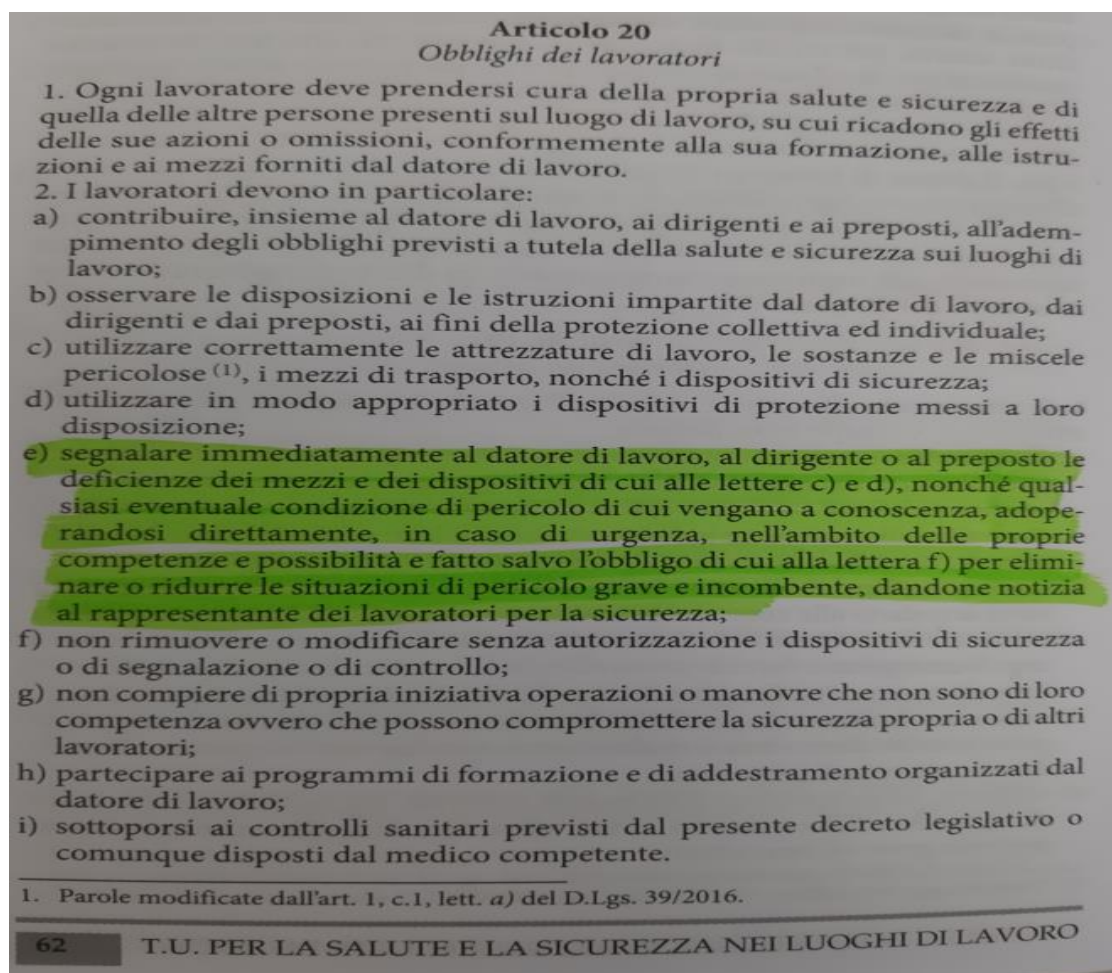 Articolo 20
Obblighi dei lavoratori
1. Ogni lavoratore deve prendersi cura della propria salute e sicurezza e di
quella delle altre persone presenti sul luogo di lavoro, su cui ricadono gli effetti
delle sue azioni o omissioni, conformemente alla sua formazione, alle istru-
zioni e ai mezzi forniti dal datore di lavoro.
2. I lavoratori devono in particolare:
a) contribuire, insieme al datore di lavoro, ai dirigenti e ai preposti, all'adem-
pimento degli obblighi previsti a tutela della salute e sicurezza sui luoghi di
lavoro;
b) osservare le disposizioni e le istruzioni impartite dal datore di lavoro, dai
dirigenti e dai preposti, ai fini della protezione collettiva ed individuale;
c) utilizzare correttamente le attrezzature di lavoro, le sostanze e le miscele
pericolose (1), i mezzi di trasporto, nonché i dispositivi di sicurezza;
d) utilizzare in modo appropriato i dispositivi di protezione messi a loro
disposizione;
e) segnalare immediatamente al datore di lavoro, al dirigente o al preposto le
deficienze dei mezzi e dei dispositivi di cui alle lettere c) e d), nonché qual-
siasi eventuale condizione di pericolo di cui vengano a conoscenza, adope-
randosi direttamente, in caso di urgenza, nell'ambito delle proprie
competenze e possibilità e fatto salvo l'obbligo di cui alla lettera f) per elimi-
nare o ridurre le situazioni di pericolo grave e incombente, dandone notizia
al rappresentante dei lavoratori per la sicurezza;
f) non rimuovere o modificare senza autorizzazione i dispositivi di sicurezza
o di segnalazione o di controllo;
g) non compiere di propria iniziativa operazioni o manovre che non sono di loro
competenza ovvero che possono compromettere la sicurezza propria o di altri
lavoratori;
h) partecipare ai programmi di formazione e di addestramento organizzati dal
datore di lavoro;
i) sottoporsi ai controlli sanitari previsti dal presente decreto legislativo o
comunque disposti dal medico competente.
1. Parole modificate dall'art. 1, c.1, lett. a) del D.Lgs. 39/2016.
62 T.U. PER LA SALUTE E LA SICUREZZA NEI LUOGHI DI LAVORO